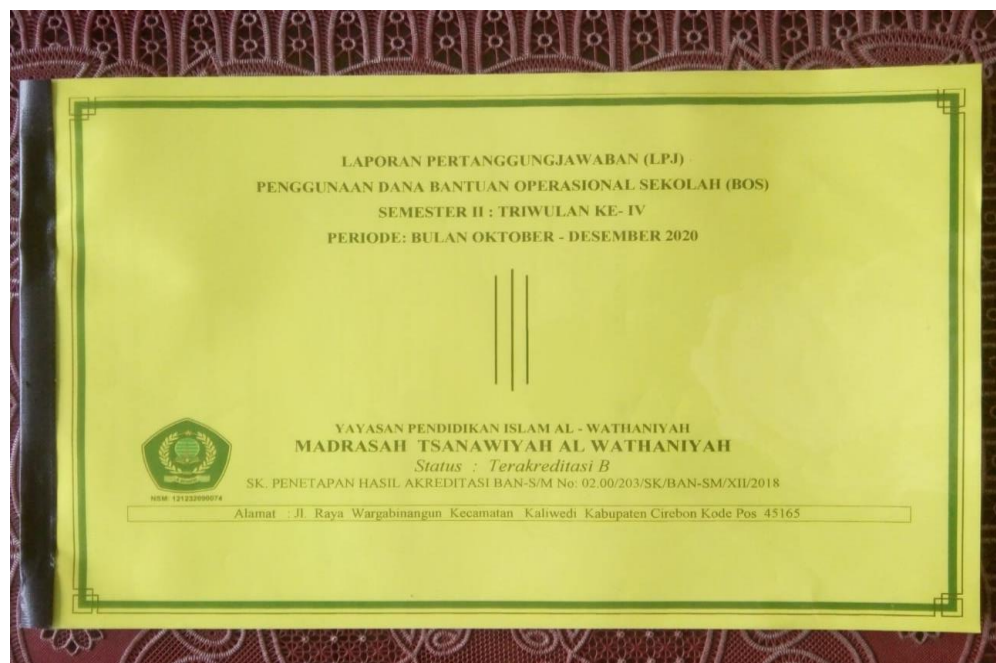 LAPORAN PERTANGGUNGJAWABAN (LPJ)
PENGGUNAAN DANA BANTUAN OPERASIONAL SEKOLAH (BOS)
SEMESTER II : TRIWULAN KE- IV
PERIODE: BULAN OKTOBER - DESEMBER 2020
YAYASAN PENDIDIKAN ISLAM AL - WATHANIYAH
MADRASAH TSANAWIYAH AL WATHANIYAH
Status : Terakreditasi B
SK. PENETAPAN HASIL AKREDITASI BAN-S/M No: 02.00/203/SK/BAN-SM/XII/2018
NSM: 121232090074
Alamat : Jl. Raya Wargabinangun Kecamatan Kaliwedi Kabupaten Cirebon Kode Pos 45165